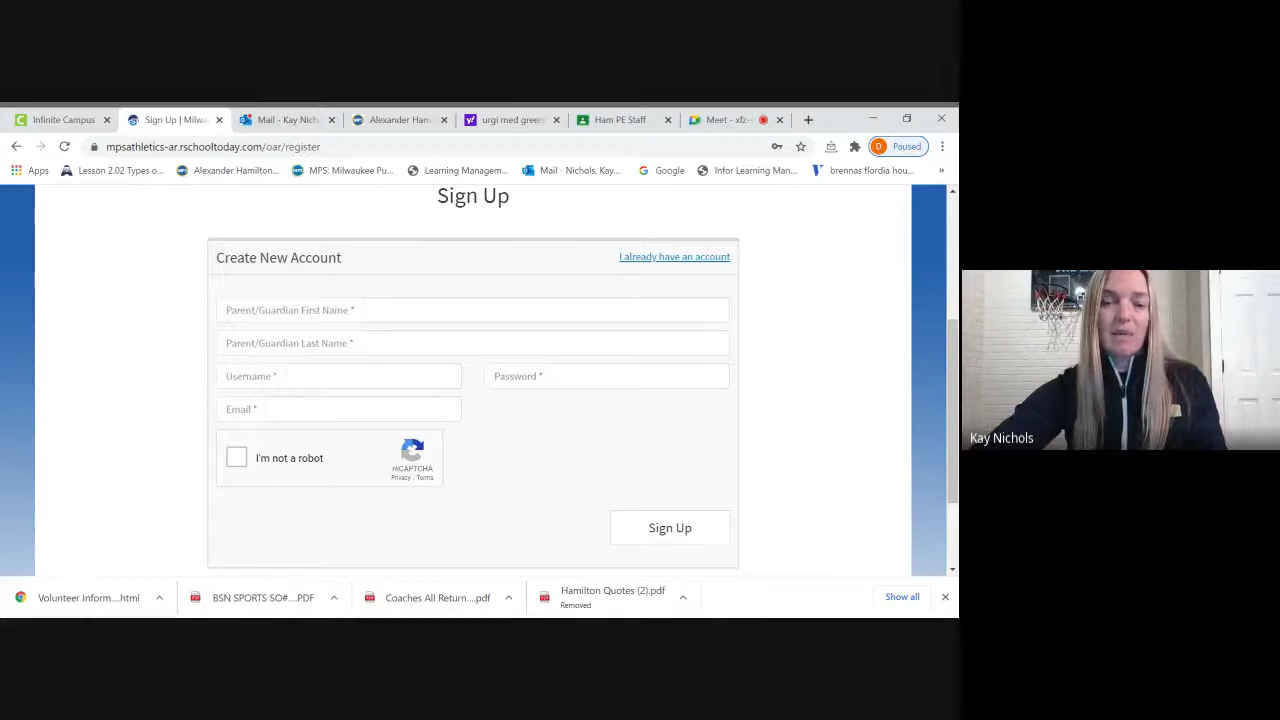 Infinite Campus
Sign Up | Milw
Mail - Kay Nich
Alexander Ham
urgi med green
Ham PE Staff
Meet - xfz-
mpsathletics-wi.schooltoday.com/oar/register
Paused
Apps
Lesson 2.02 Types o...
Alexander Hamilton...
MPS: Milwaukee Pu...
Learning Managem...
Mail - Nichols, Kay...
Google
Infor Learning Man...
brennas flordia hou...
»
Sign Up
Create New Account
I already have an account
Parent/Guardian First Name *
Parent/Guardian Last Name *
Username *
Password *
Email *
I'm not a robot
reCAPTCHA
Privacy - Terms
Sign Up
Kay Nichols
Volunteer Inform....html
BSN SPORTS SO#....PDF
Coaches All Return....pdf
Hamilton Quotes (2).pdf
Removed
Show all